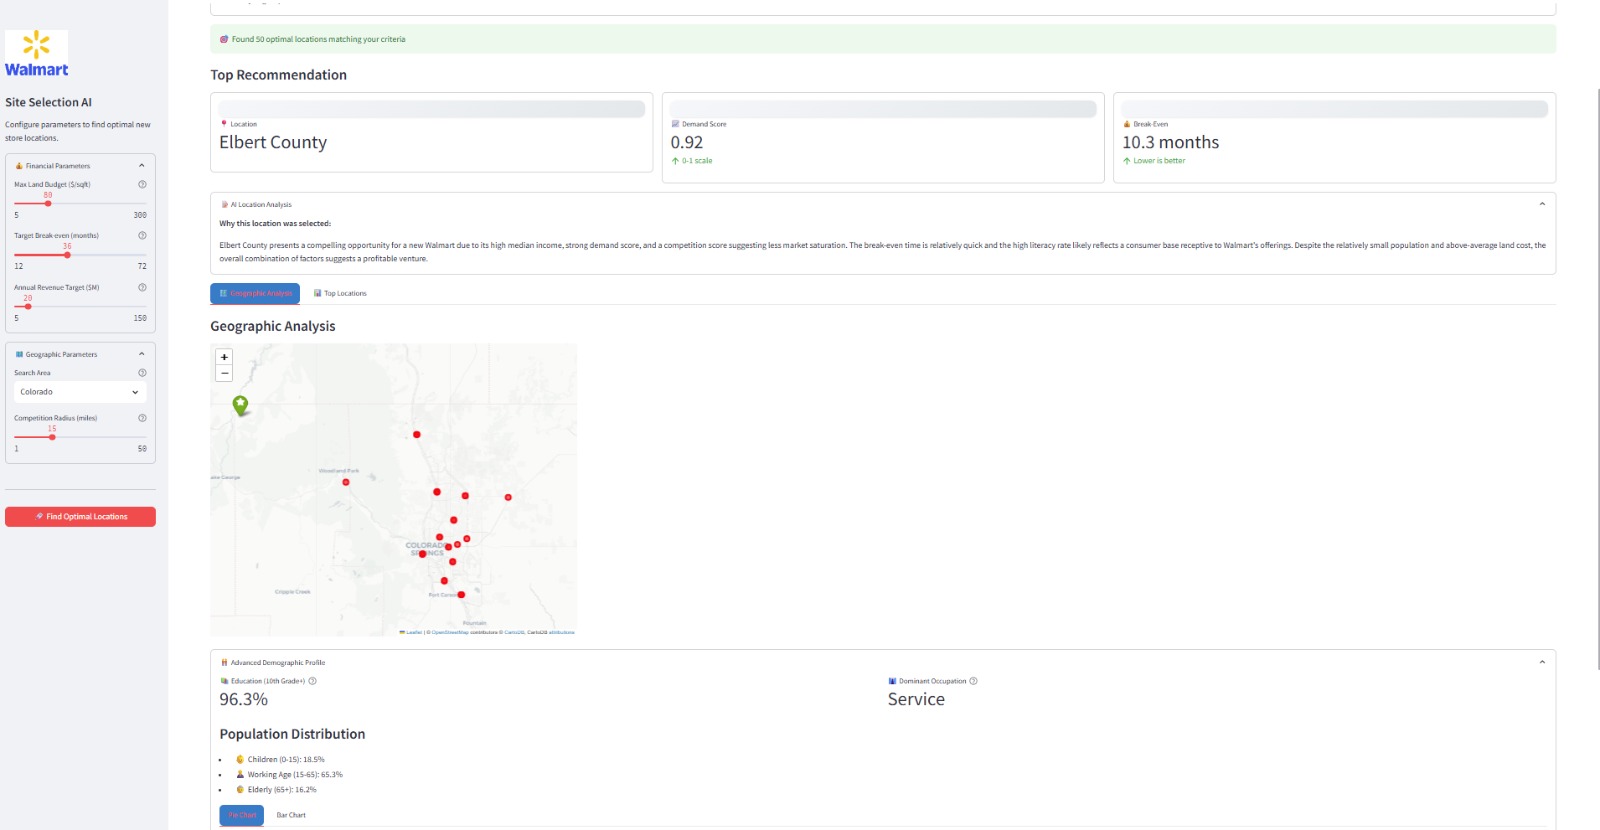 Walmart
Site Selection AI
Configure parameters to find optimal new
store locations.
Financial Parameters
Max Land Budget ($/sqft)
80
5 300
Target Break-even (months)
36
12 72
Annual Revenue Target ($M)
20
5 150
Geographic Parameters
Search Area
Colorado
Competition Radius (miles)
15
1 50
Find Optimal Locations
Found 50 optimal locations matching your criteria
Top Recommendation
Location
Elbert County
Demand Score
0.92
0-1 scale
Break-Even
10.3 months
Lower is better
AI Location Analysis
Why this location was selected:
Elbert County presents a compelling opportunity for a new Walmart due to its high median income, strong demand score, and a competition score suggesting less market saturation. The break-even time is relatively quick and the high literacy rate likely reflects a consumer base receptive to Walmart's offerings. Despite the relatively small population and above-average land cost, the
overall combination of factors suggests a profitable venture.
Geographic Analysis
Top Locations
Geographic Analysis
+
−
Woodland Park
George
COLORADO
SPRINGS
Cripple Creek
Fort Carson
Fountain
Leaflet | © OpenStreetMap contributors © CartoDB, CartoDB attributions
Advanced Demographic Profile
Education (10th Grade+)
96.3%
Dominant Occupation
Service
Population Distribution
Children (0-15): 18.5%
Working Age (15-65): 65.3%
Elderly (65+): 16.2%
Pie Chart
Bar Chart